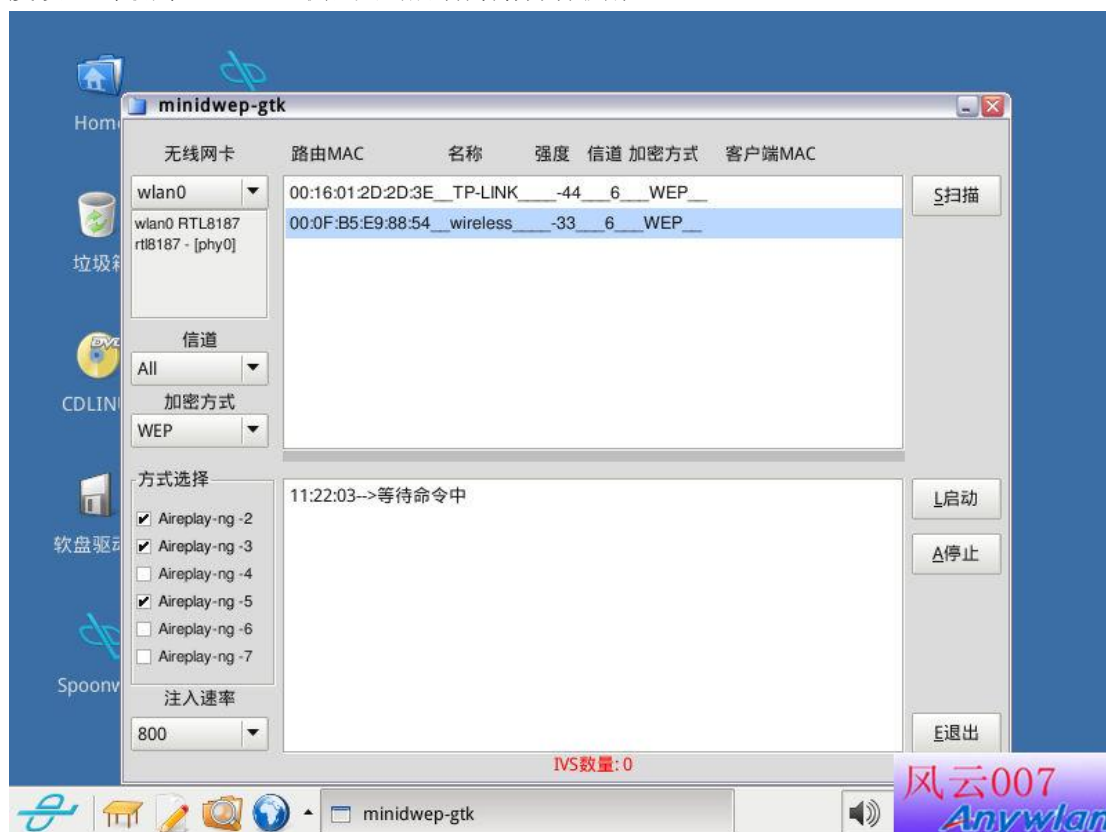 Home
minidwep-gtk
无线网卡
路由MAC 名称 强度 信道 加密方式 客户端MAC
wlan0
00:16:01:2D:2D:3E__TP-LINK____-44___6___WEP__
S扫描
wlan0 RTL8187
rtl8187 - [phy0]
00:0F:B5:E9:88:54__wireless____-33___6___WEP__
垃圾
信道
All
CDLIN
加密方式
WEP
方式选择
11:22:03-->等待命令中
L启动
Aireplay-ng -2
软盘驱
Aireplay-ng -3
A停止
Aireplay-ng -4
Aireplay-ng -5
Aireplay-ng -6
Aireplay-ng -7
Spoonw
注入速率
800
E退出
IVS数量: 0
风云007
Anywlan
minidwep-gtk